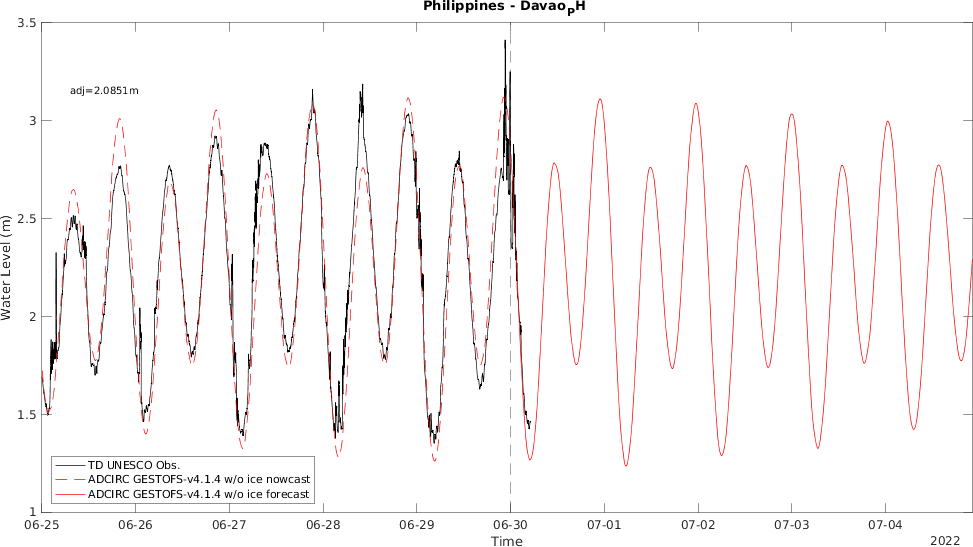 Philippines - Davao_PH
3.5
adj=2.0851m
3
2.5
Water Level (m)
2
1.5
TD UNESCO Obs.
ADCIRC GESTOFS-v4.1.4 w/o ice nowcast
ADCIRC GESTOFS-v4.1.4 w/o ice forecast
1
06-25 06-26 06-27 06-28 06-29 06-30 07-01 07-02 07-03 07-04
Time
2022